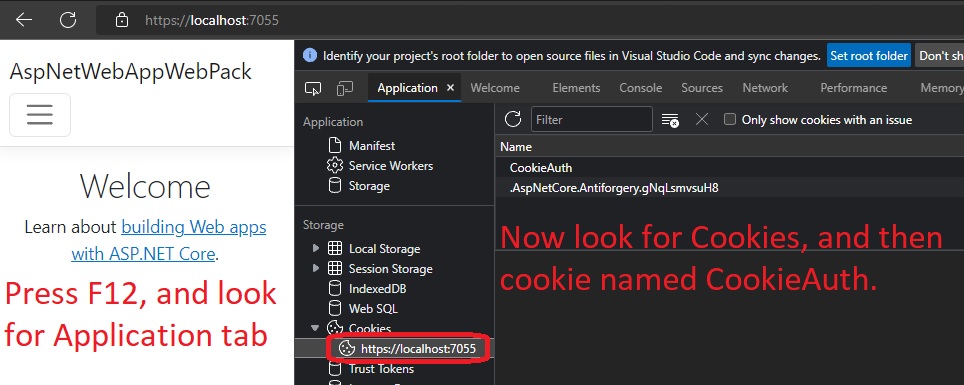 https://localhost:7055
AspNetWebAppWebPack
Welcome
Learn about building Web apps
with ASP.NET Core.
Press F12, and look
for Application tab
Identify your project's root folder to open source files in Visual Studio Code and sync changes. Set root folder Don't sh
Application Welcome Elements Console Sources Network Performance Memory
Application
Manifest
Service Workers
Storage
Storage
Local Storage
Session Storage
IndexedDB
Web SQL
Cookies
https://localhost:7055
Trust Tokens
Filter Only show cookies with an issue
Name
CookieAuth
.AspNetCore.Antiforgery.gNqLsmvsuH8
Now look for Cookies, and then
cookie named CookieAuth.